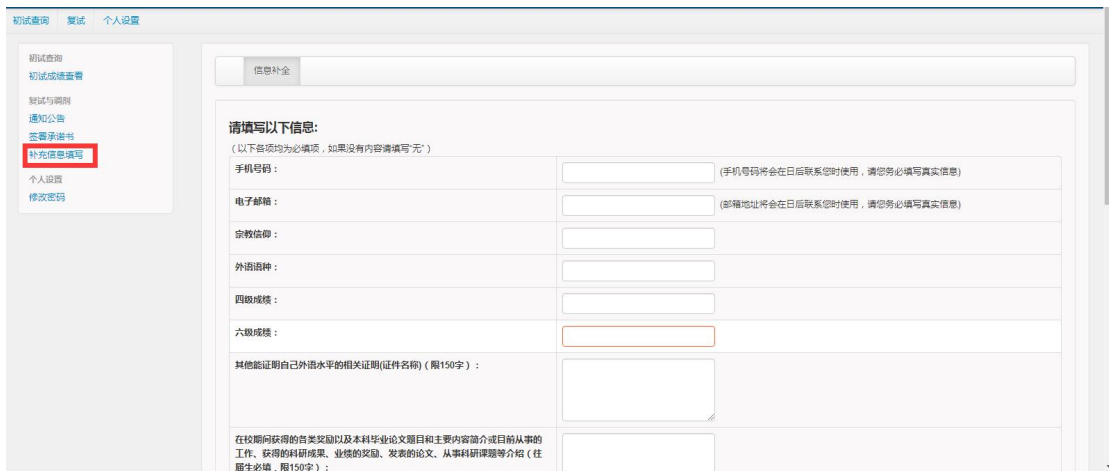 初试查询 复试 个人设置
初试查询
初试成绩查看
复试与调剂
通知公告
签署承诺书
补充信息填写
个人设置
修改密码
信息补全
请填写以下信息:
(以下各项均为必填项,如果没有内容请填写“无”)
手机号码: (手机号码将会在日后联系您时使用,请您务必填写真实信息)
电子邮箱: (邮箱地址将会在日后联系您时使用,请您务必填写真实信息)
宗教信仰:
外语语种:
四级成绩:
六级成绩:
其他能证明自己外语水平的相关证明(证件名称)(限150字):
在校期间获得的各类奖励以及本科毕业论文题目和主要内容简介或目前从事的
工作、获得的科研成果、业绩的奖励、发表的论文、从事科研课题等介绍(往
届生必填,限150字):